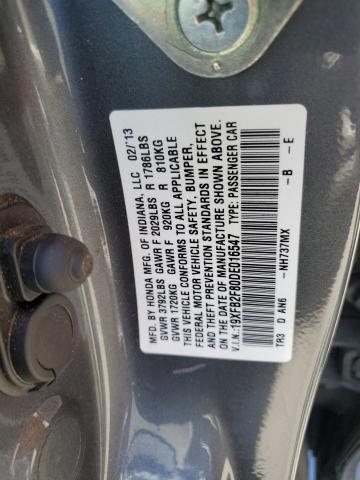 MFD BY HONDA MFG. OF INDIANA, LLC 02/'13
GVWR 3792LBS GAWR F 2029LBS R 1786LBS
GVWR 1720KG GAWR F 920KG R 810KG
THIS VEHICLE CONFORMS TO ALL APPLICABLE
FEDERAL MOTOR VEHICLE SAFETY, BUMPER,
AND THEFT PREVENTION STANDARDS IN EFFECT
ON THE DATE OF MANUFACTURE SHOWN ABOVE.
V.I.N.:19XFB2F80DE016547 TYPE: PASSENGER CAR
TR3 D AN6 -NH737MX -B -E